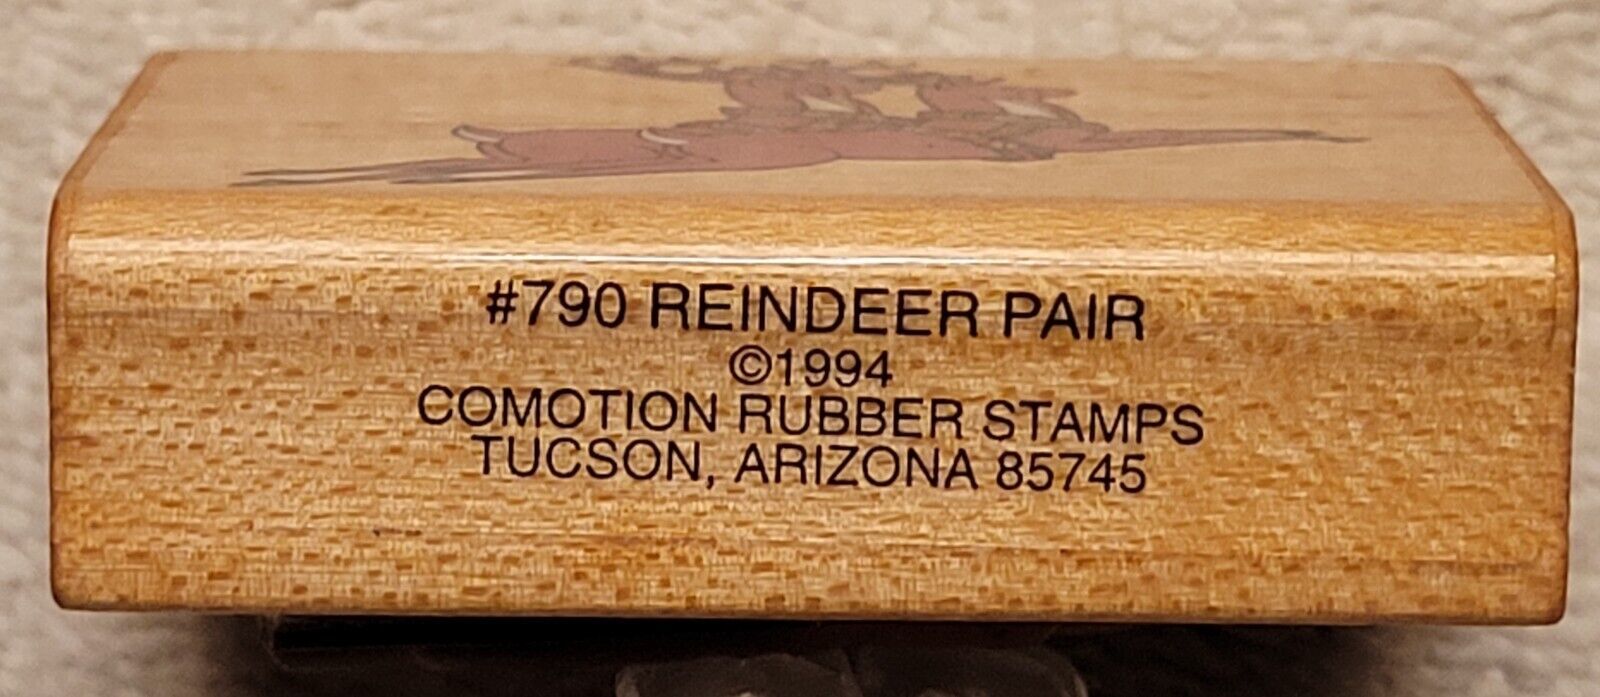 #790 REINDEER PAIR
©1994
COMOTION RUBBER STAMPS
TUCSON, ARIZONA 85745